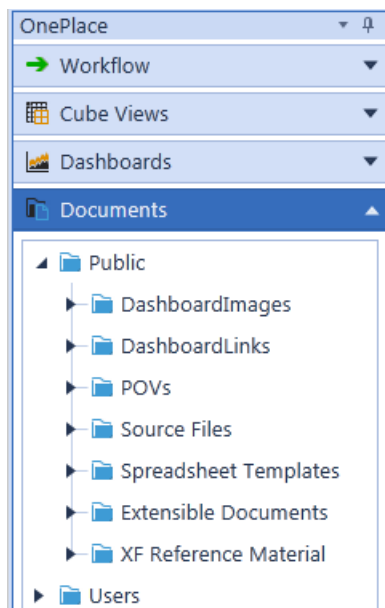 OnePlace
Workflow
Cube Views
Dashboards
Documents
Public
DashboardImages
DashboardLinks
POVs
Source Files
Spreadsheet Templates
Extensible Documents
XF Reference Material
Users